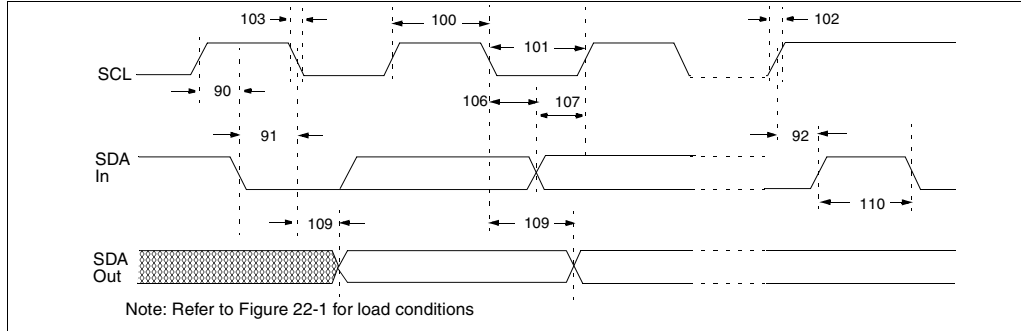 103
100
102
101
SCL
90
106
107
91
92
SDA
In
110
109
109
SDA
Out
Note: Refer to Figure 22-1 for load conditions